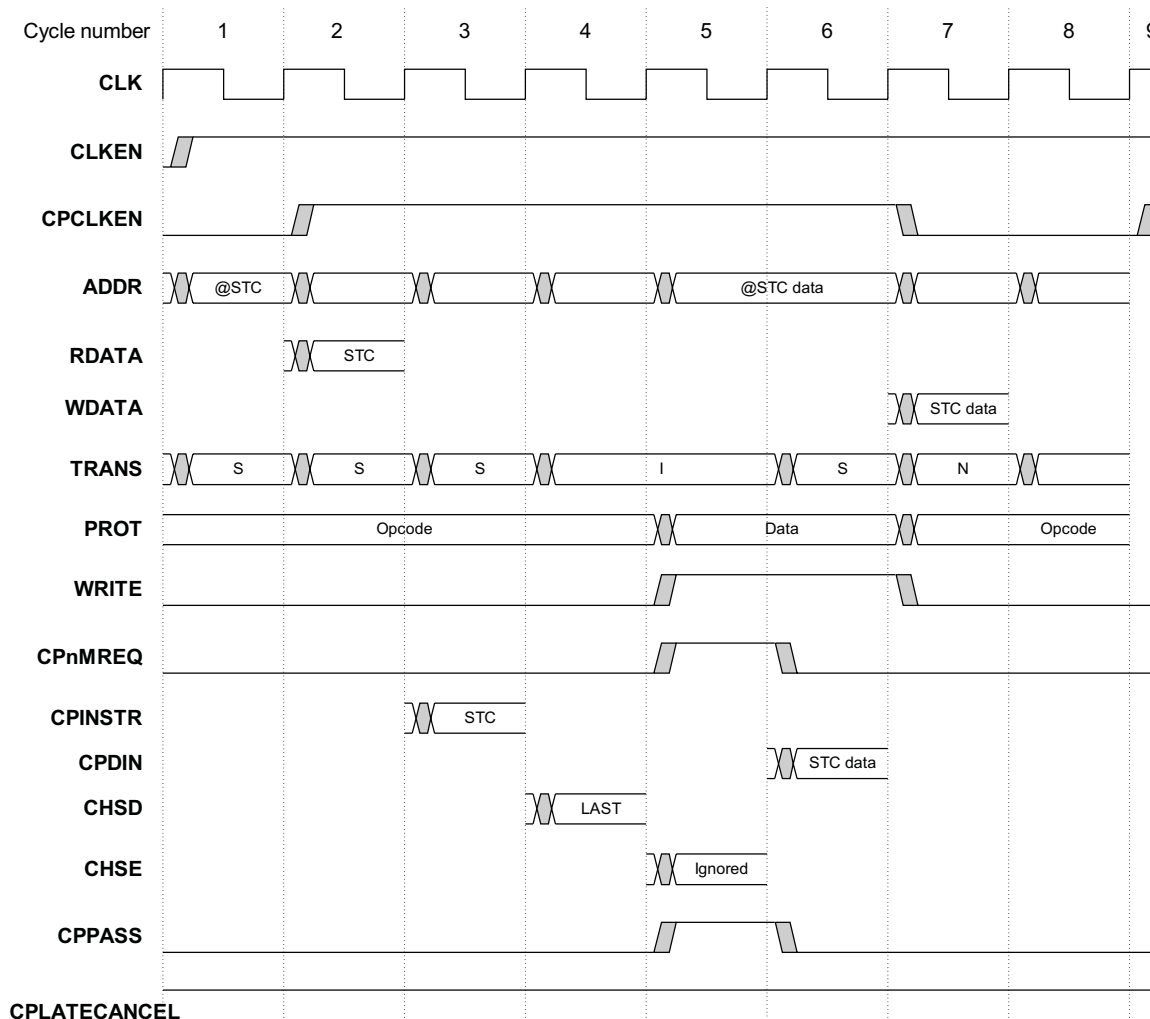 Cycle number 1 2 3 4 5 6 7 8 9
CLK
CLKEN
CPCLKEN
ADDR @STC @STC data
RDATA STC
WDATA STC data
TRANS S S S I S N
PROT Opcode Data Opcode
WRITE
CPnMREQ
CPINSTR STC
CPDIN STC data
CHSD LAST
CHSE Ignored
CPPASS
CPLATECANCEL